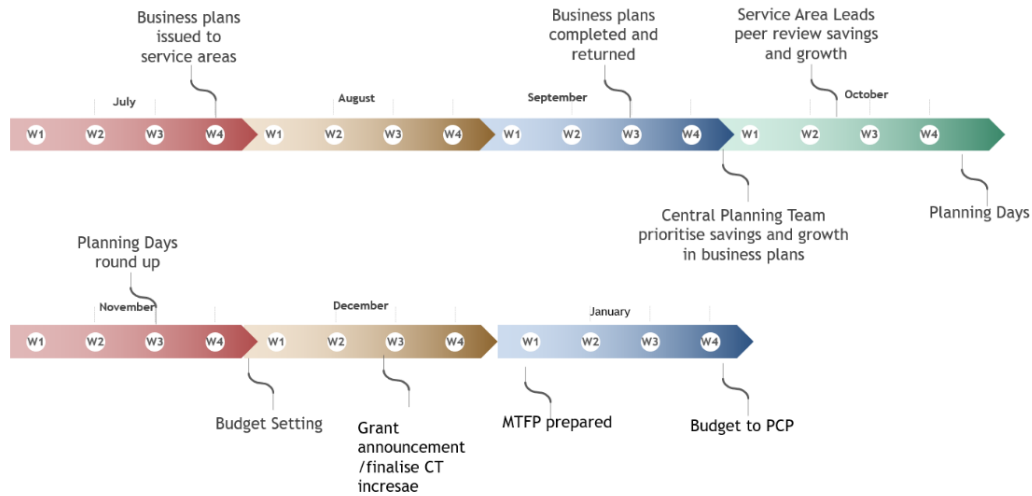 Business plans
issued to
service areas
Business plans
completed and
returned
Service Area Leads
peer review savings
and growth
July
August
September
October
W1 W2 W3 W4 W1 W2 W3 W4 W1 W2 W3 W4 W1 W2 W3 W4
Central Planning Team
prioritise savings and growth
in business plans
Planning Days
Planning Days
round up
November
December
January
W1 W2 W3 W4 W1 W2 W3 W4 W1 W2 W3 W4
Budget Setting
Grant
announcement
/finalise CT
incresae
MTFP prepared
Budget to PCP